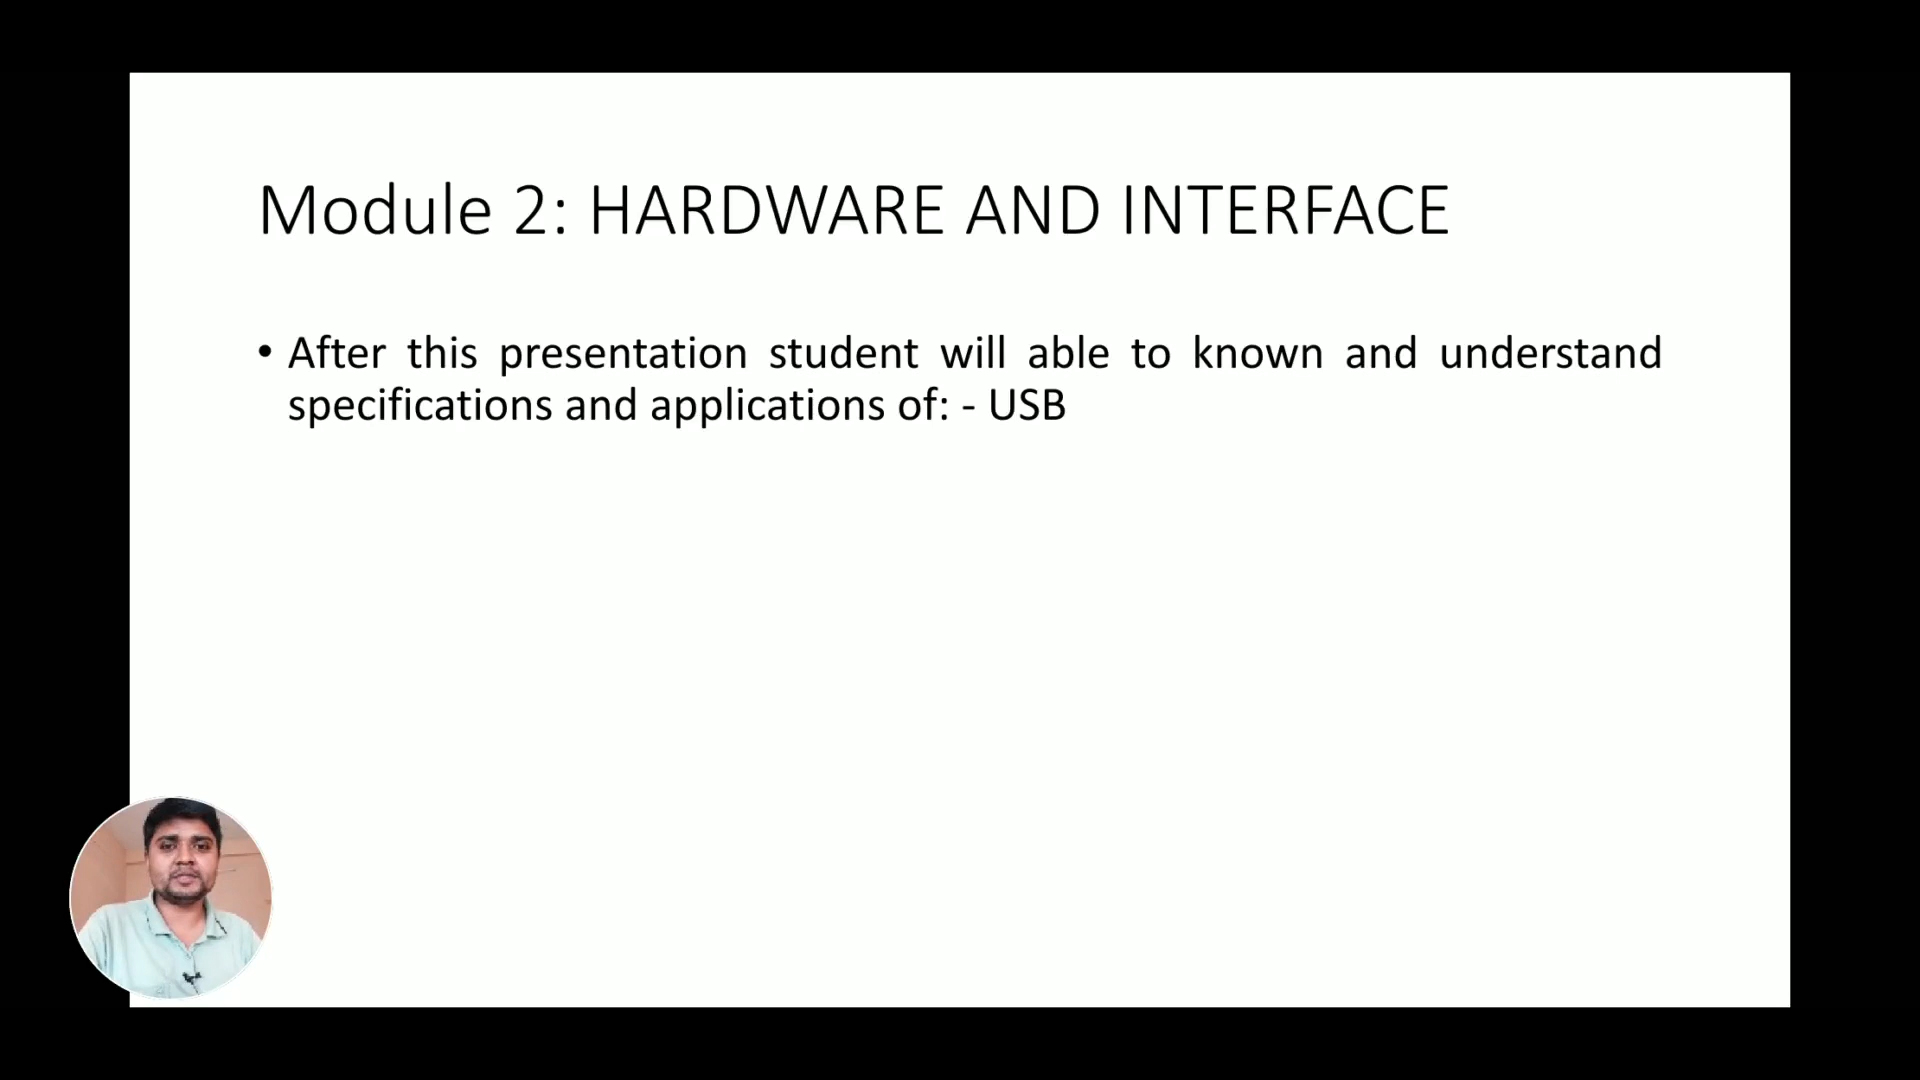 Module 2: HARDWARE AND INTERFACE
• After this presentation student will able to known and understand
specifications and applications of: - USB